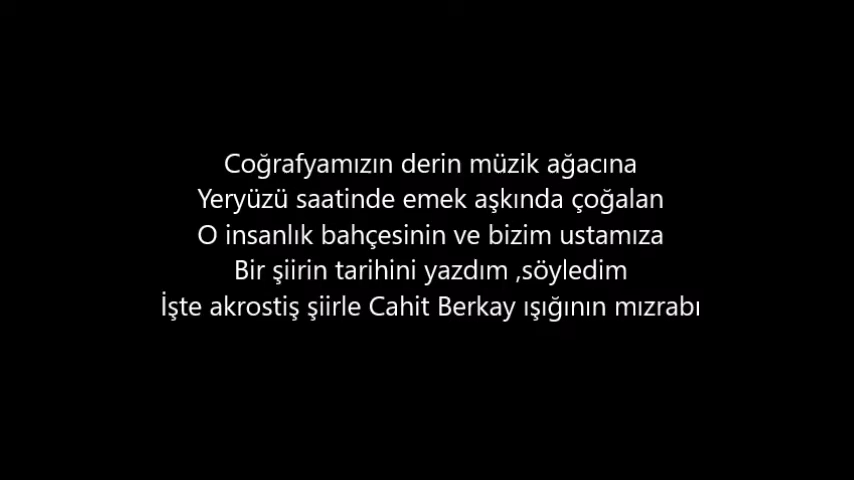 Coğrafyamızın derin müzik ağacına
Yeryüzü saatinde emek aşkında çoğalan
O insanlık bahçesinin ve bizim ustamıza
Bir şiirin tarihini yazdım ,söyledim
İşte akrostiş şiirle Cahit Berkay ışığının mızrabı